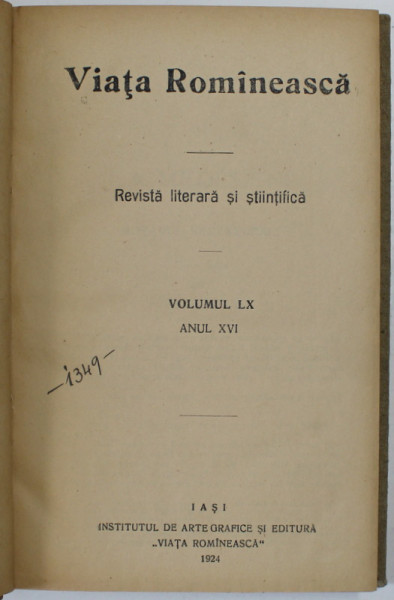 Viaţa Romînească
Revistă literară şi ştiinţifică
VOLUMUL LX
ANUL XVI
—1349—
IAŞI
INSTITUTUL DE ARTE GRAFICE ŞI EDITURĂ
„VIAŢA ROMÎNEASCĂ"
1924